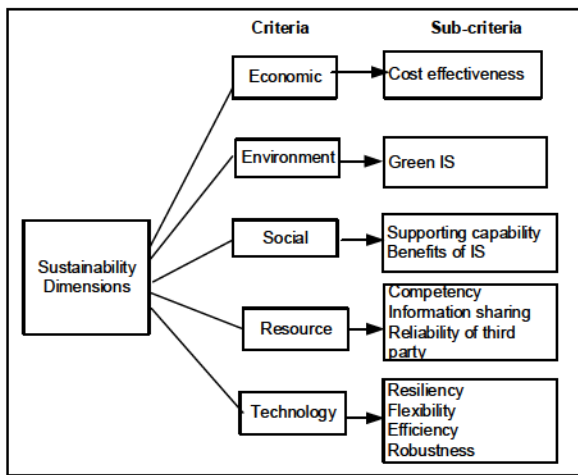 Criteria
Sub-criteria
Economic
Cost effectiveness
Environment
Green IS
Social
Supporting capability
Benefits of IS
Sustainability
Dimensions
Resource
Competency
Information sharing
Reliability of third
party
Technology
Resiliency
Flexibility
Efficiency
Robustness